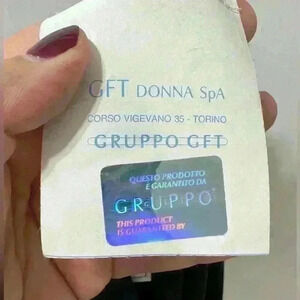 GFT DONNA SpA
CORSO VIGEVANO 35 - TORINO
GRUPPO GFT
QUESTO PRODOTTO
E GARANTITO DA
GRUPPO
THIS PRODUCT
IS GUARANTEED BY